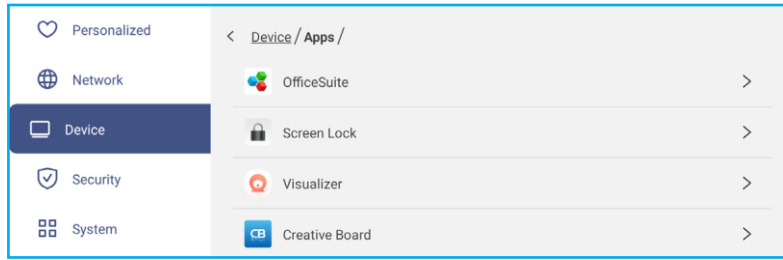 Personalized
Network
Device
Security
System
Device / Apps /
OfficeSuite
Screen Lock
Visualizer
CB
Creative Board